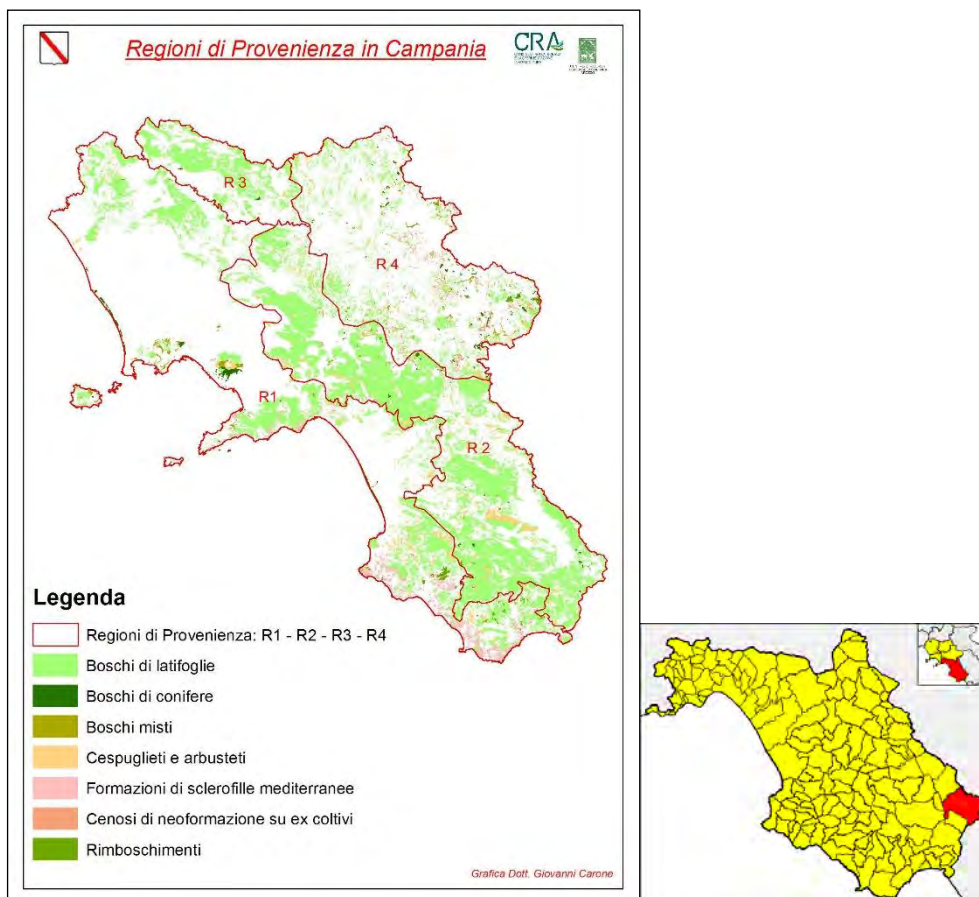 Regioni di Provenienza in Campania
CRA
R 3
R 4
R1
R 2
Legenda
Regioni di Provenienza: R1 - R2 - R3 - R4
Boschi di latifoglie
Boschi di conifere
Boschi misti
Cespuglieti e arbusteti
Formazioni di sclerofille mediterranee
Cenosi di neoformazione su ex coltivi
Rimboschimenti
Grafica Dott. Giovanni Carone